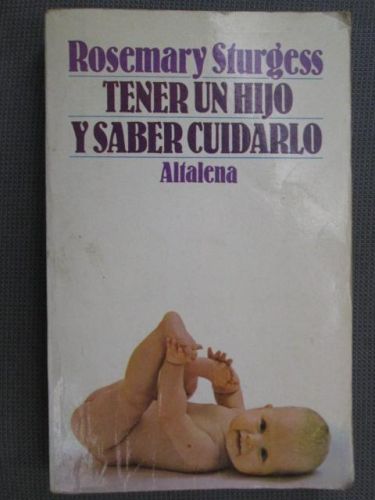 Rosemary Sturgess
TENER UN HIJO
Y SABER CUIDARLO
Altalena